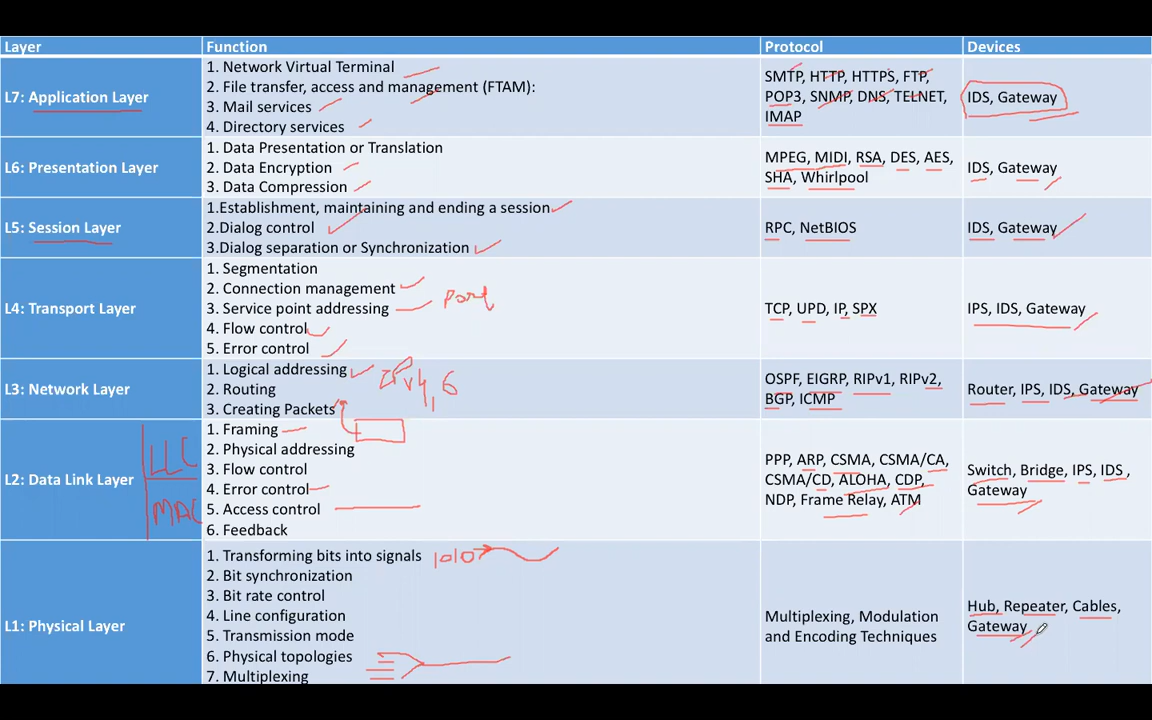 Layer Function Protocol Devices
L7: Application Layer
1. Network Virtual Terminal
2. File transfer, access and management (FTAM):
3. Mail services
4. Directory services
SMTP, HTTP, HTTPS, FTP,
POP3, SNMP, DNS, TELNET,
IMAP
IDS, Gateway
L6: Presentation Layer
1. Data Presentation or Translation
2. Data Encryption
3. Data Compression
MPEG, MIDI, RSA, DES, AES,
SHA, Whirlpool
IDS, Gateway
L5: Session Layer
1.Establishment, maintaining and ending a session
2.Dialog control
3.Dialog separation or Synchronization
RPC, NetBIOS
IDS, Gateway
L4: Transport Layer
1. Segmentation
2. Connection management
3. Service point addressing
Port
4. Flow control
5. Error control
TCP, UPD, IP, SPX
IPS, IDS, Gateway
L3: Network Layer
1. Logical addressing
IPv4,6
2. Routing
3. Creating Packets
OSPF, EIGRP, RIPv1, RIPv2,
BGP, ICMP
Router, IPS, IDS, Gateway
L2: Data Link Layer
LLC
MAC
1. Framing
2. Physical addressing
3. Flow control
4. Error control
5. Access control
6. Feedback
PPP, ARP, CSMA, CSMA/CA,
CSMA/CD, ALOHA, CDP,
NDP, Frame Relay, ATM
Switch, Bridge, IPS, IDS ,
Gateway
L1: Physical Layer
1. Transforming bits into signals
1010
2. Bit synchronization
3. Bit rate control
4. Line configuration
5. Transmission mode
6. Physical topologies
7. Multiplexing
Multiplexing, Modulation
and Encoding Techniques
Hub, Repeater, Cables,
Gateway